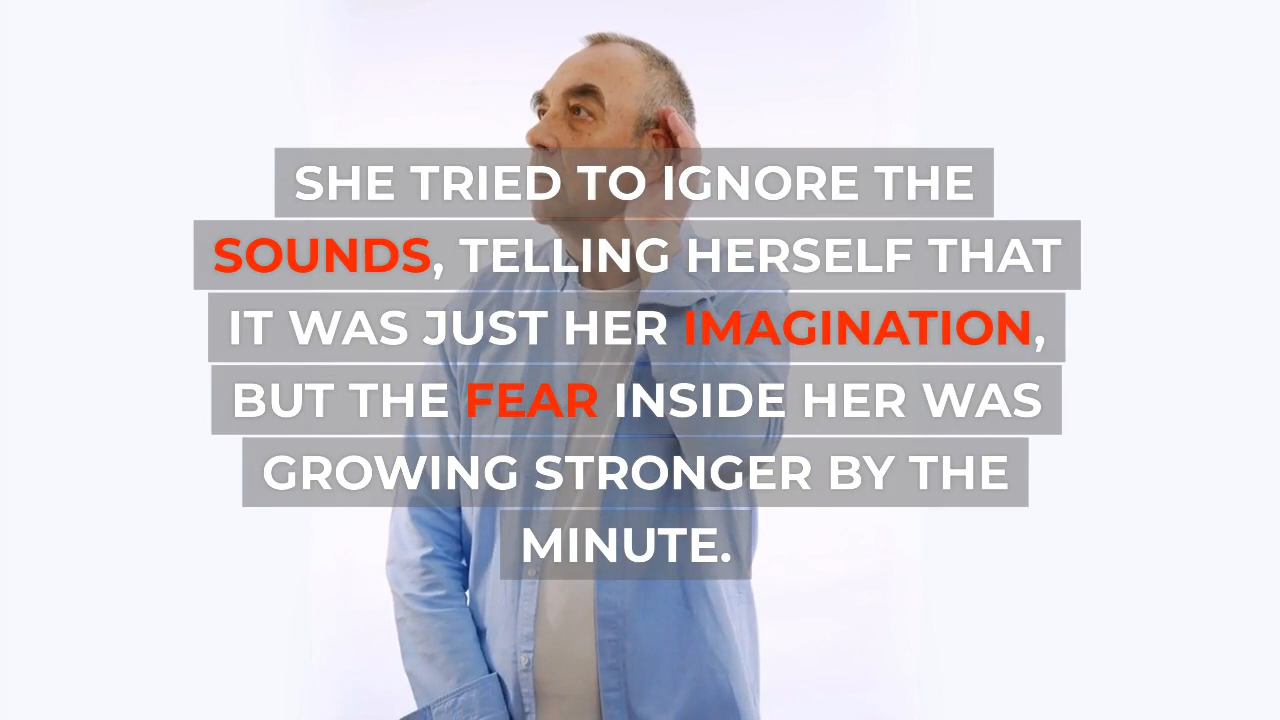 SHE TRIED TO IGNORE THE
SOUNDS, TELLING HERSELF THAT
IT WAS JUST HER IMAGINATION,
BUT THE FEAR INSIDE HER WAS
GROWING STRONGER BY THE
MINUTE.